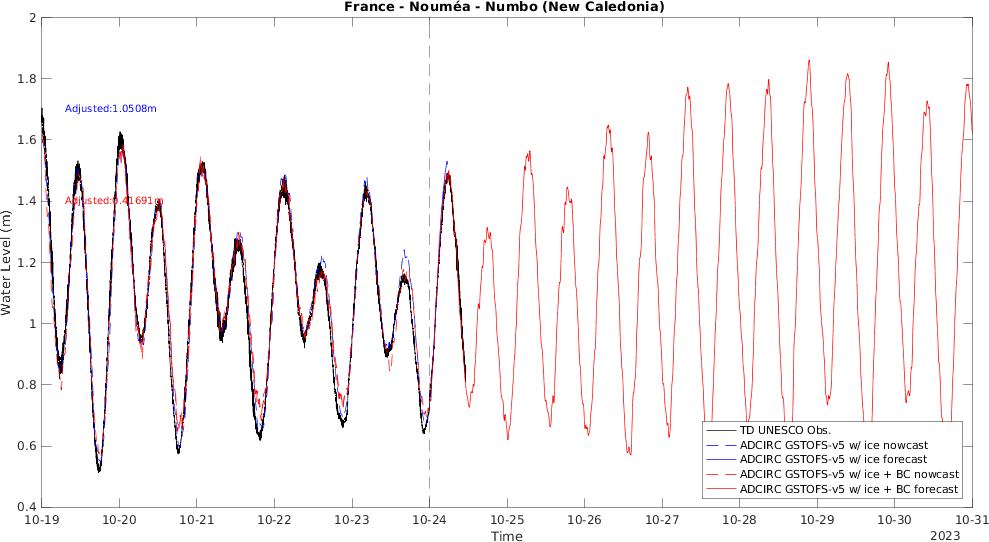 France - Nouméa - Numbo (New Caledonia)
Water Level (m)
2
1.8
1.6
1.4
1.2
1
0.8
0.6
0.4
Adjusted:1.0508m
Adjusted:0.41691m
TD UNESCO Obs.
ADCIRC GSTOFS-v5 w/ ice nowcast
ADCIRC GSTOFS-v5 w/ ice forecast
ADCIRC GSTOFS-v5 w/ ice + BC nowcast
ADCIRC GSTOFS-v5 w/ ice + BC forecast
10-19 10-20 10-21 10-22 10-23 10-24 10-25 10-26 10-27 10-28 10-29 10-30 10-31
Time
2023